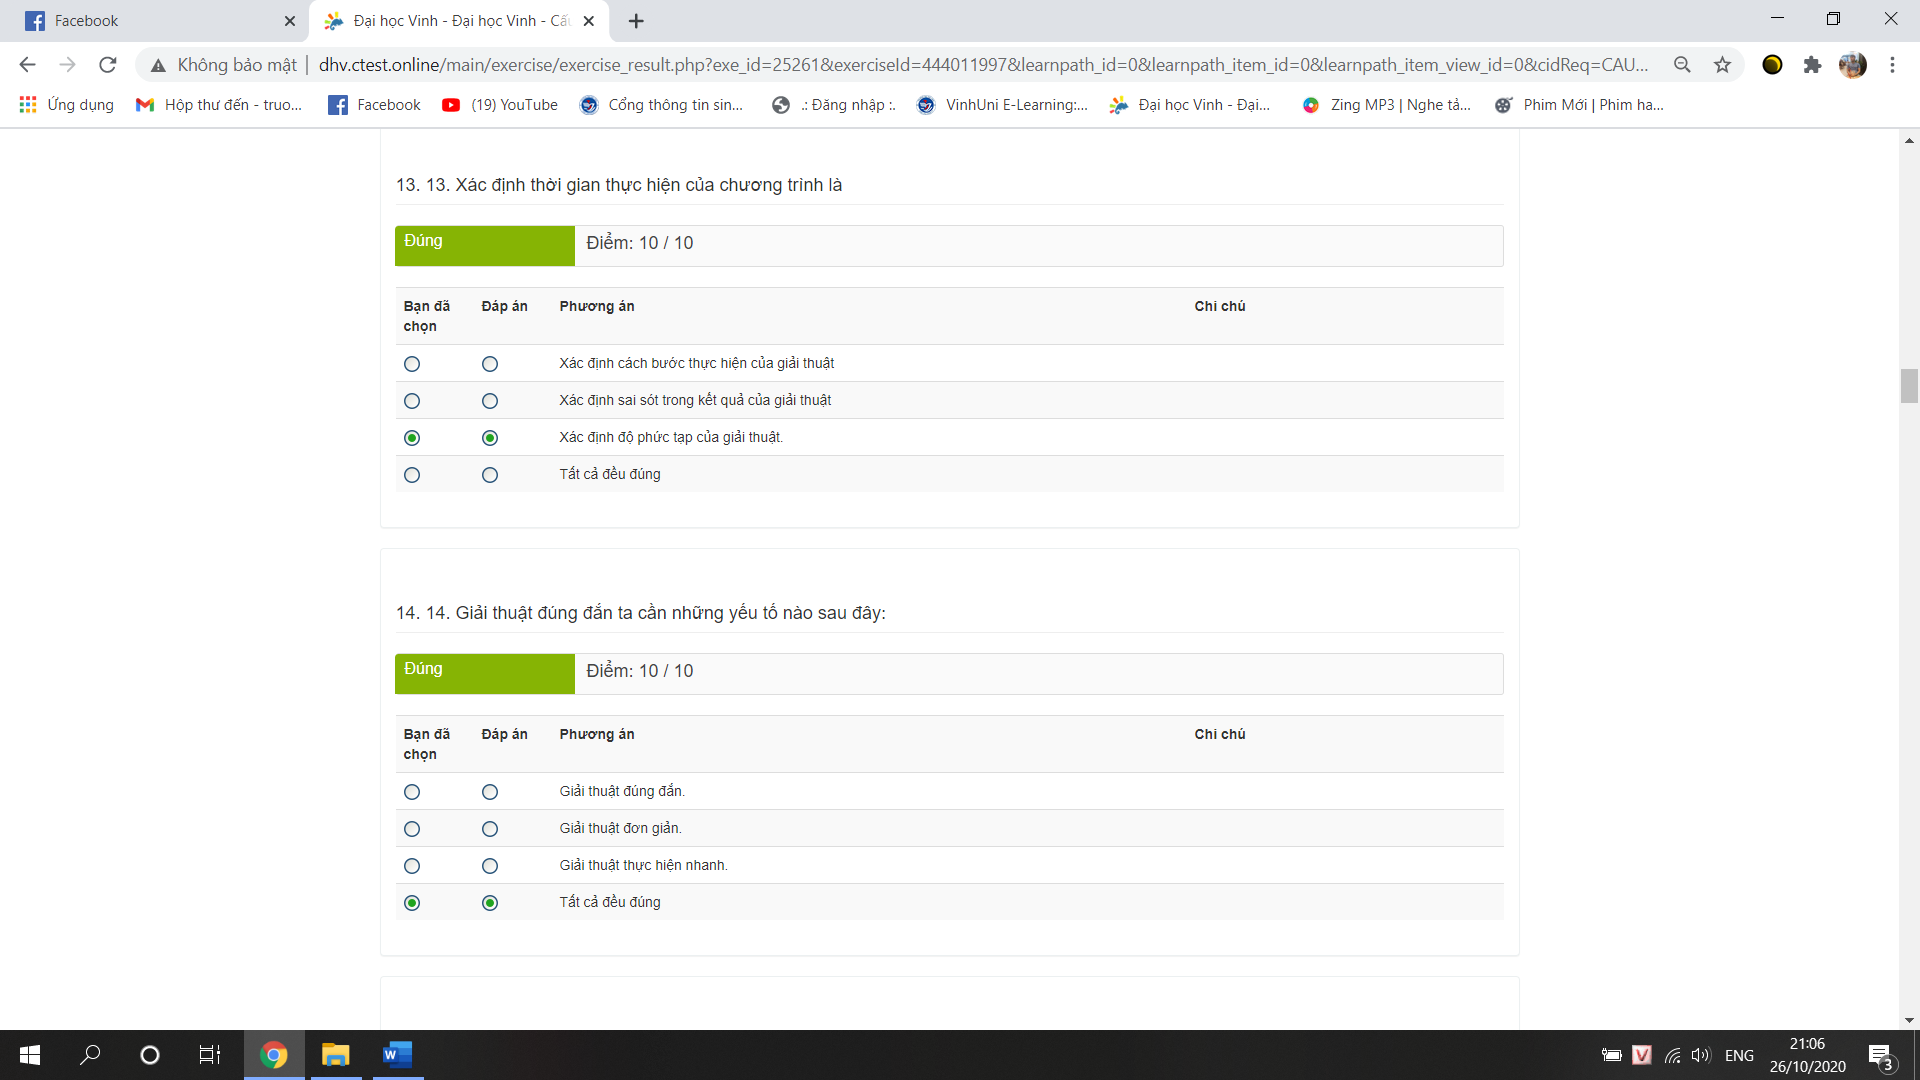 Facebook
Đại học Vinh - Đại học Vinh - Cấu
Không bảo mật
dhv.ctest.online/main/exercise/exercise_result.php?exe_id=25261&exerciseId=444011997&learnpath_id=0&learnpath_item_id=0&learnpath_item_view_id=0&cidReq=CAU...
Ứng dụng
Hộp thư đến - truo...
Facebook
(19) YouTube
Cổng thông tin sin...
.: Đăng nhập :.
VinhUni E-Learning:...
Đại học Vinh - Đại...
Zing MP3 | Nghe tả...
Phim Mới | Phim ha...
13. 13. Xác định thời gian thực hiện của chương trình là
Đúng
Điểm: 10 / 10
Bạn đã chọn
Đáp án
Phương án
Chi chú
Xác định cách bước thực hiện của giải thuật
Xác định sai sót trong kết quả của giải thuật
Xác định độ phức tạp của giải thuật.
Tất cả đều đúng
14. 14. Giải thuật đúng đắn ta cần những yếu tố nào sau đây:
Đúng
Điểm: 10 / 10
Bạn đã chọn
Đáp án
Phương án
Chi chú
Giải thuật đúng đắn.
Giải thuật đơn giản.
Giải thuật thực hiện nhanh.
Tất cả đều đúng
ENG
21:06
26/10/2020
3